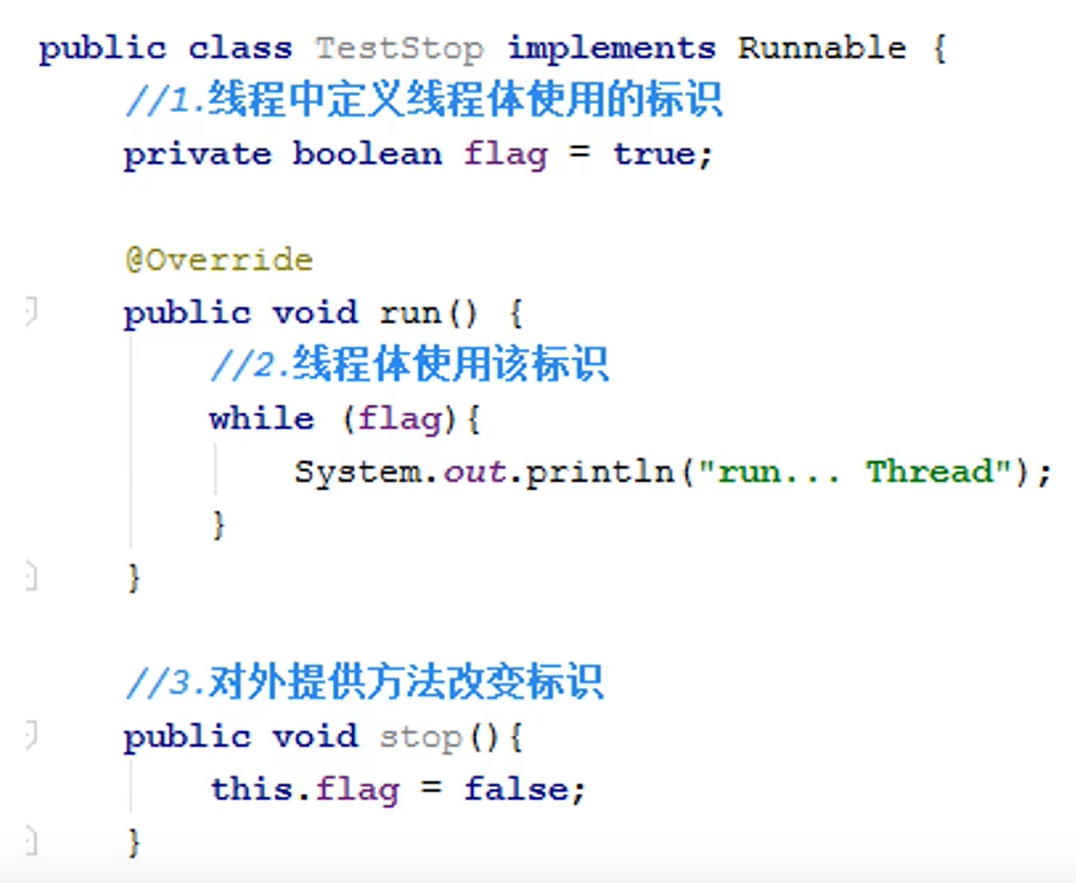 public class TestStop implements Runnable {
//1.线程中定义线程体使用的标识
private boolean flag = true;
@Override
public void run() {
//2.线程体使用该标识
while (flag){
System.out.println("run... Thread");
}
}
//3.对外提供方法改变标识
public void stop(){
this.flag = false;
}